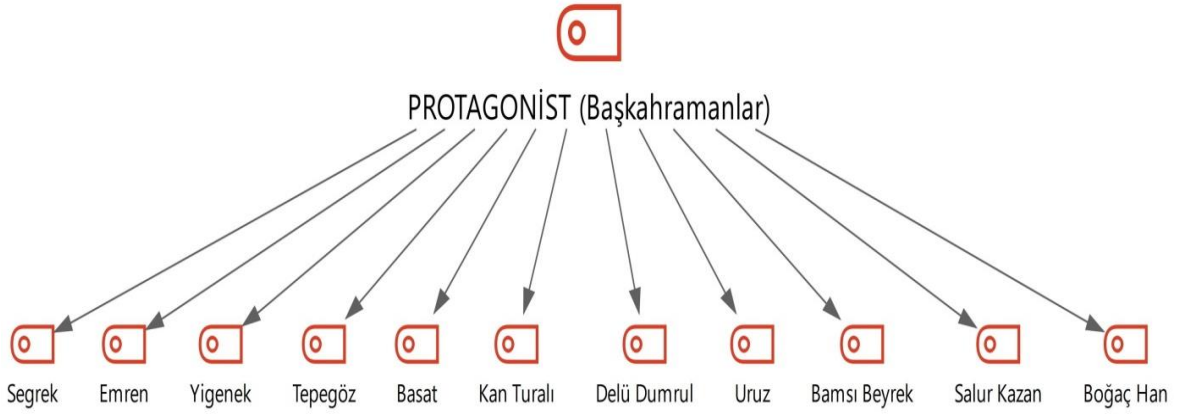 PROTAGONİST (Başkahramanlar)
Segrek Emren Yigenek Tepegöz Basat Kan Turalı Delü Dumrul Uruz Bamsı Beyrek Salur Kazan Boğaç Han